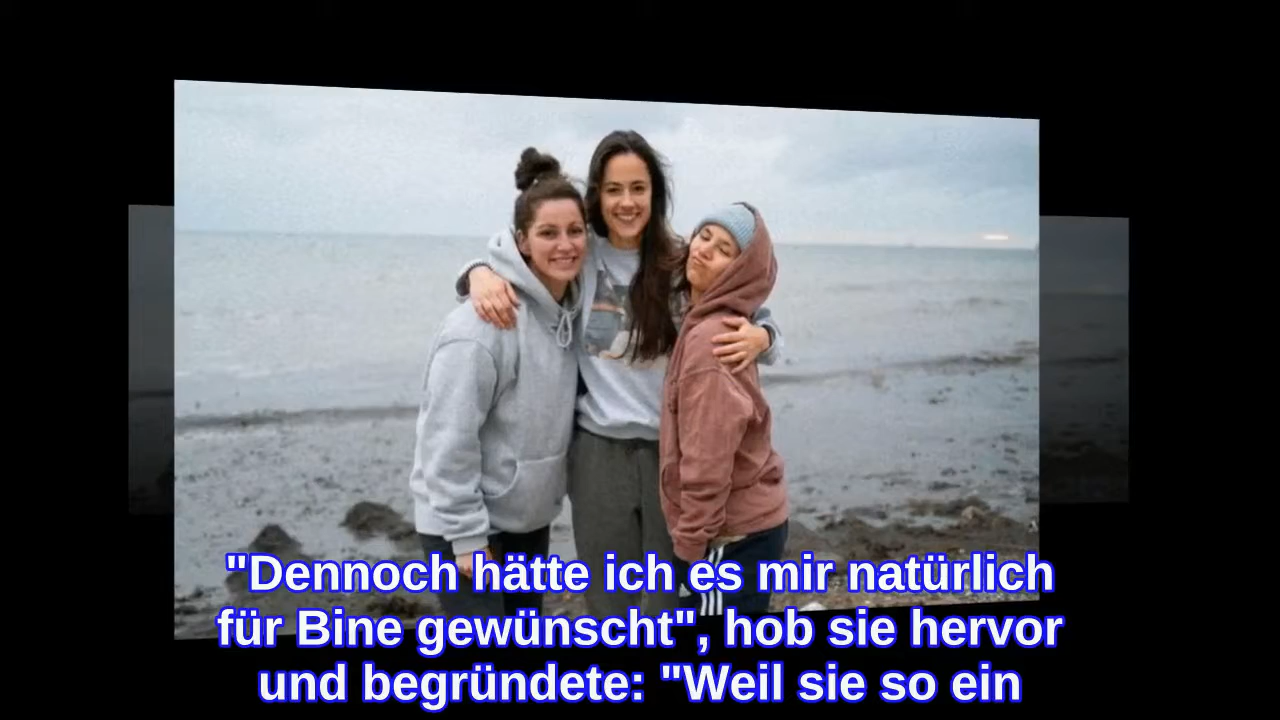 "Dennoch hätte ich es mir natürlich
für Bine gewünscht", hob sie hervor
und begründete: "Weil sie so ein